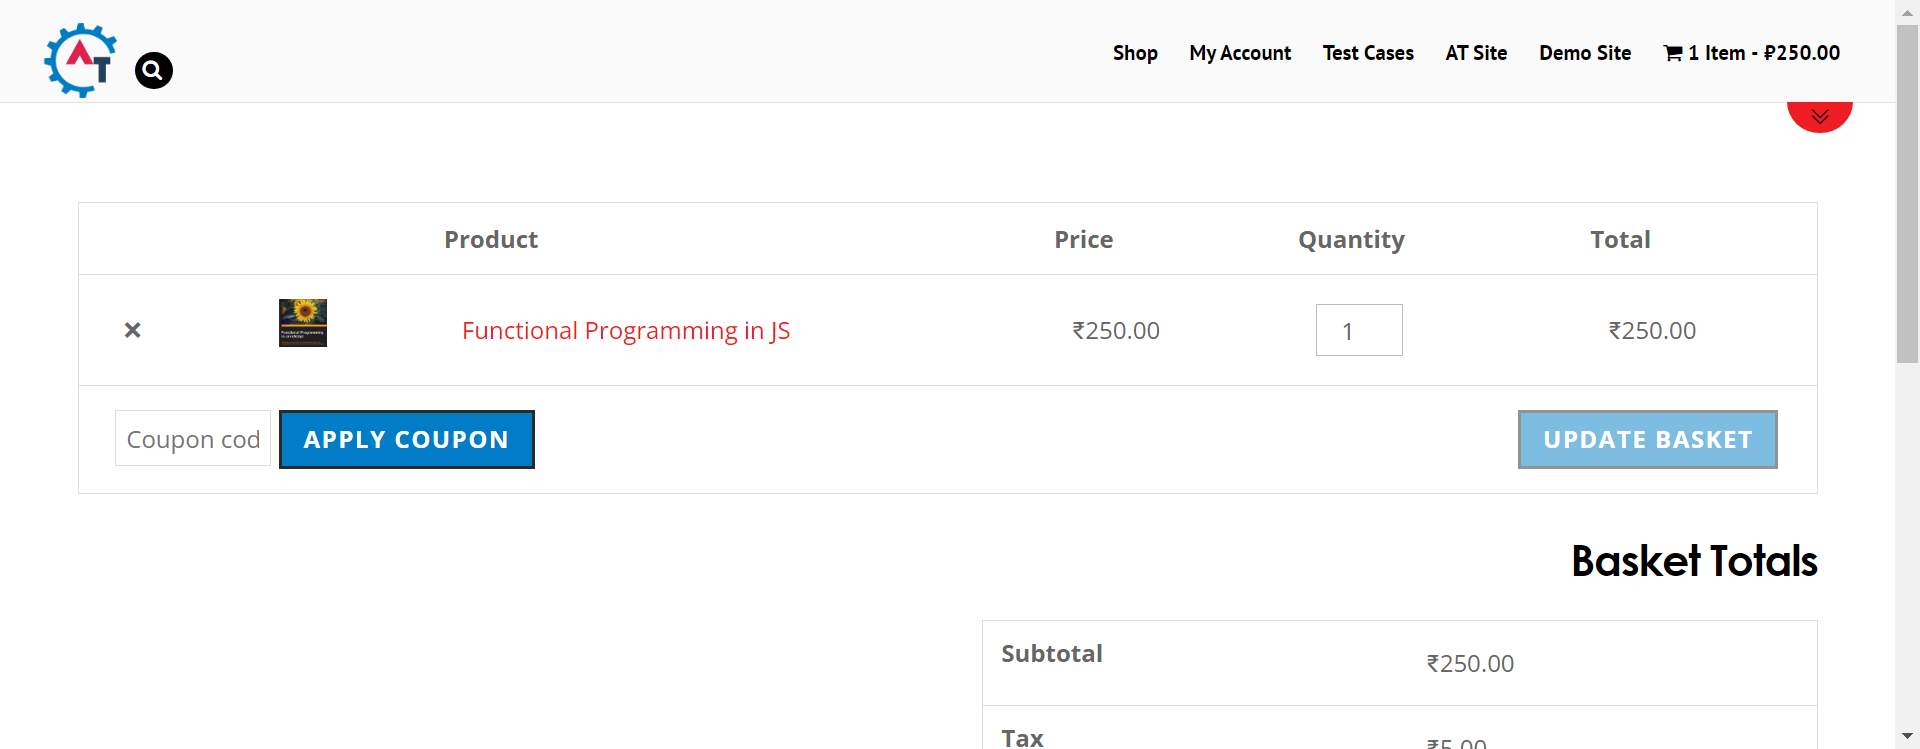 AT
Shop My Account Test Cases AT Site Demo Site 1 Item - ₽250.00
Product Price Quantity Total
× Functional Programming in JS ₹250.00 1 ₹250.00
Coupon cod APPLY COUPON UPDATE BASKET
Basket Totals
Subtotal ₹250.00
Tax ₹5.00